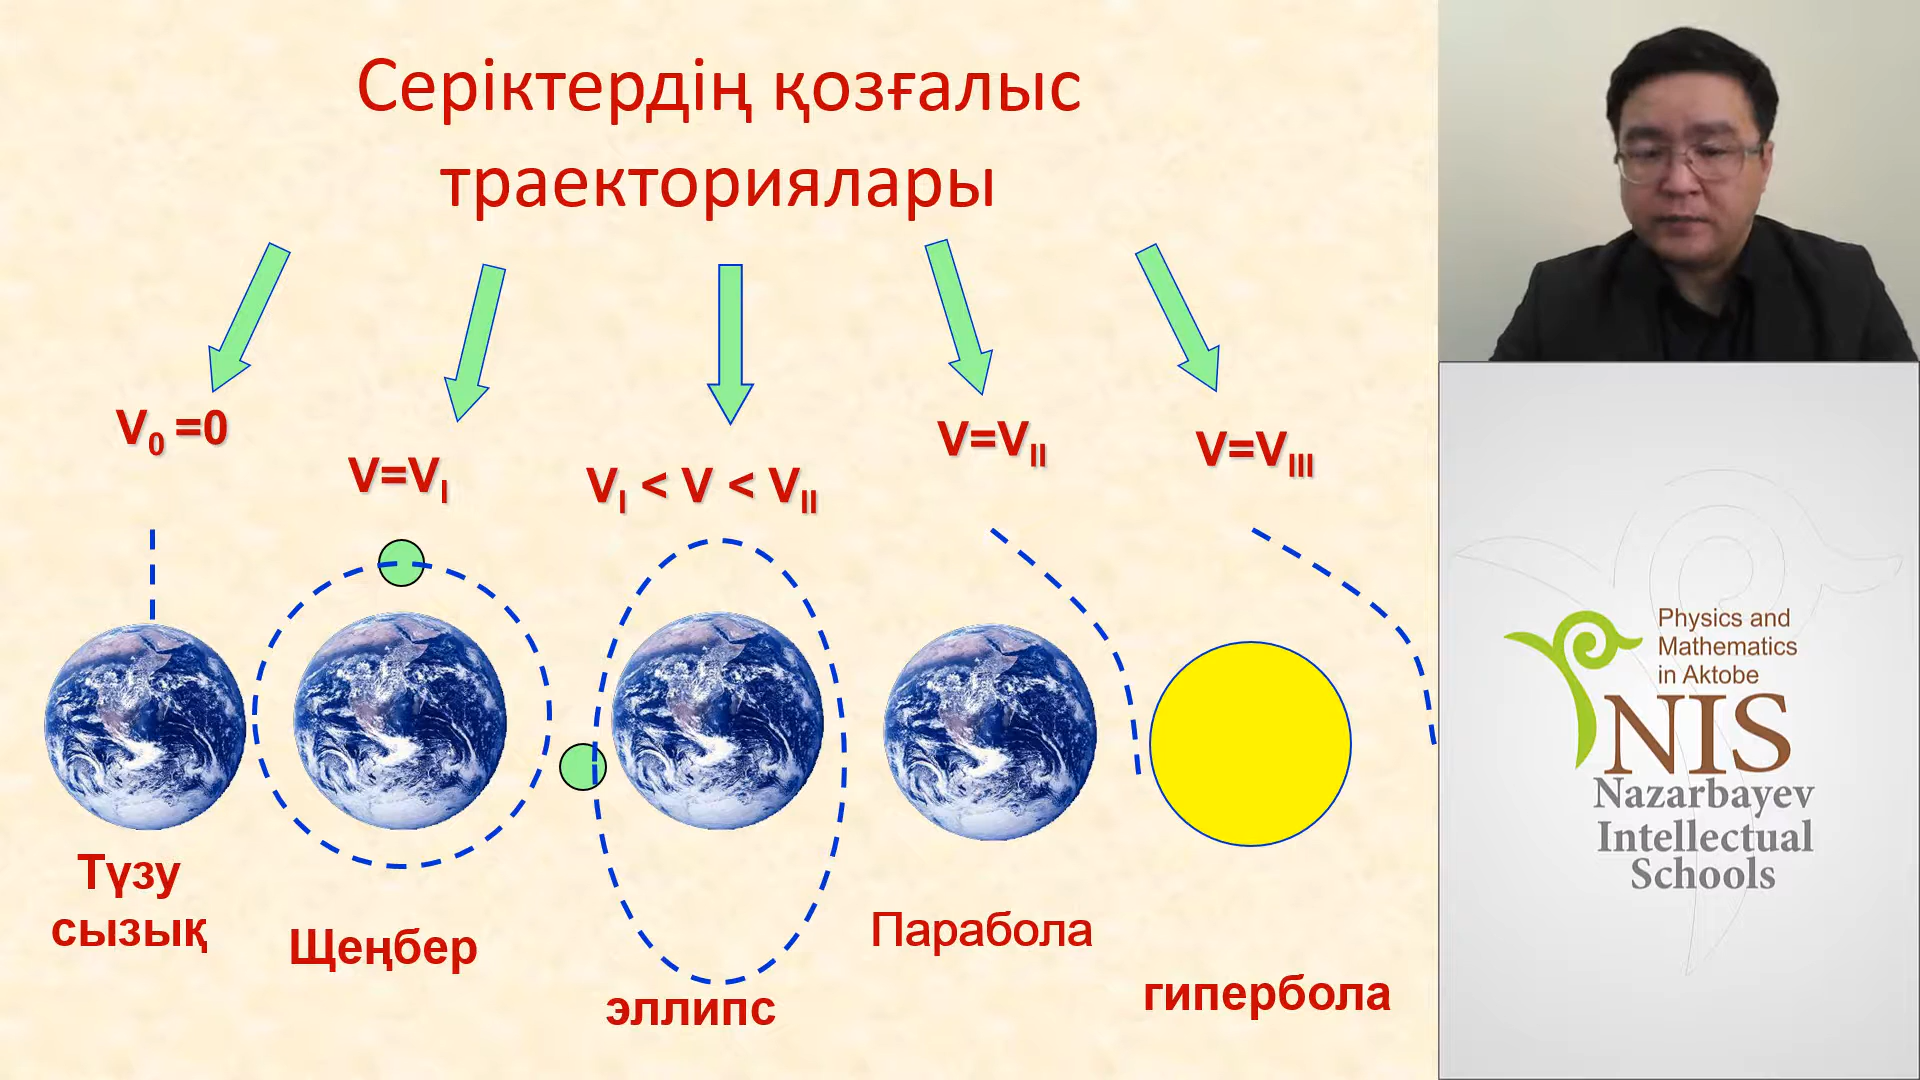 Серіктердің қозғалыс
траекториялары
V0 =0
V=VI
VI < V < VII
V=VII
V=VIII
Түзу
сызық
Щеңбер
эллипс
Парабола
гипербола
Physics and
Mathematics
in Aktobe
NIS
Nazarbayev
Intellectual
Schools